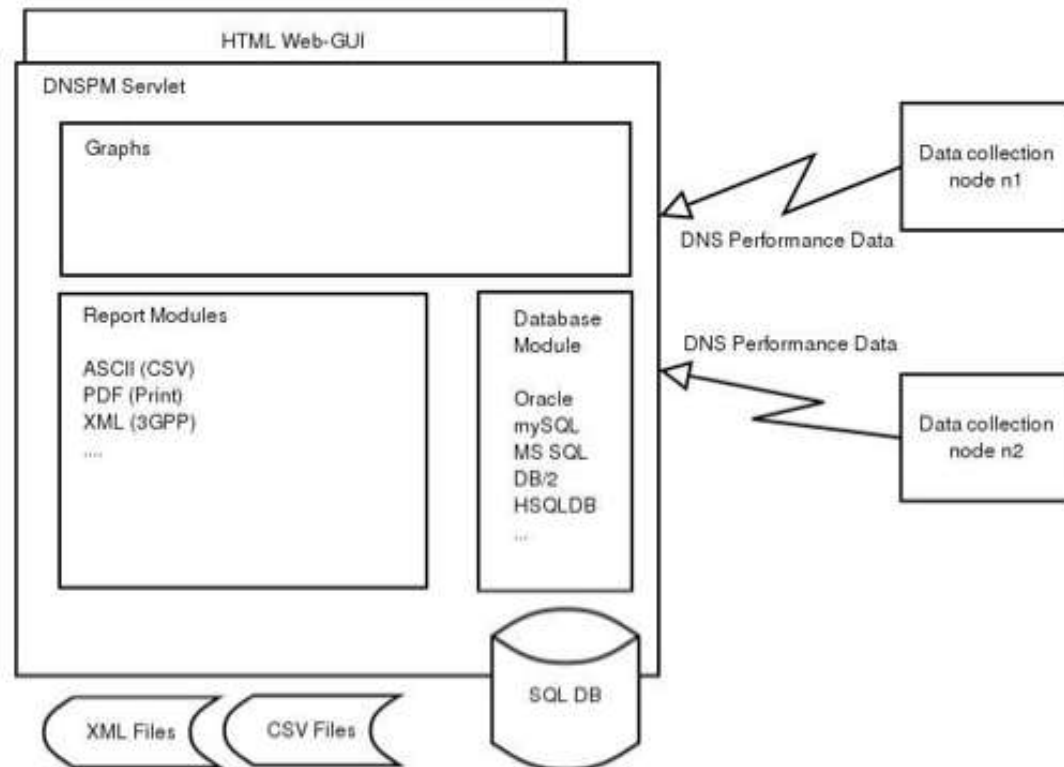 HTML Web-GUI
DNSPM Servlet
Graphs
Data collection
node n1
DNS Performance Data
Report Modules
ASCII (CSV)
PDF (Print)
XML (3GPP)
....
Database
Module
Oracle
mySQL
MS SQL
DB/2
HSQLDB
...
DNS Performance Data
Data collection
node n2
SQL DB
XML Files
CSV Files